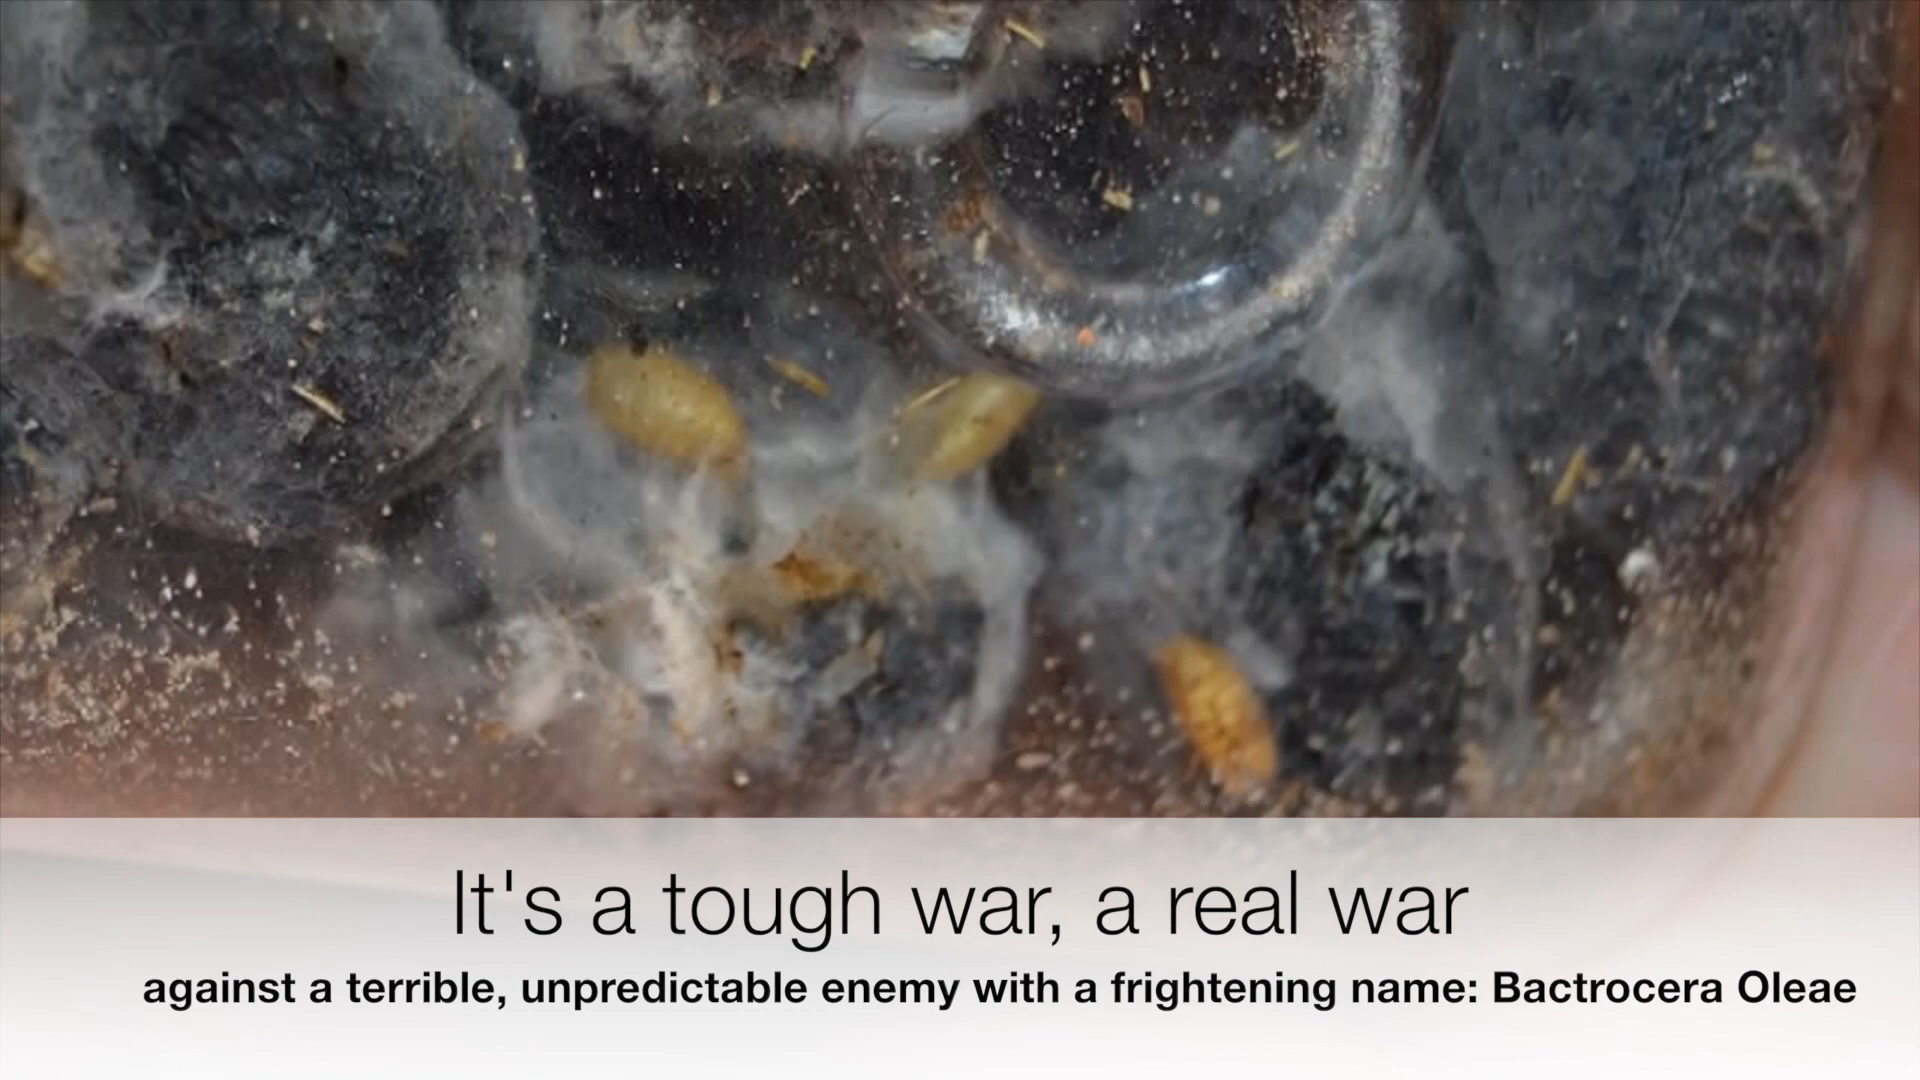 It's a tough war, a real war
against a terrible, unpredictable enemy with a frightening name: Bactrocera Oleae